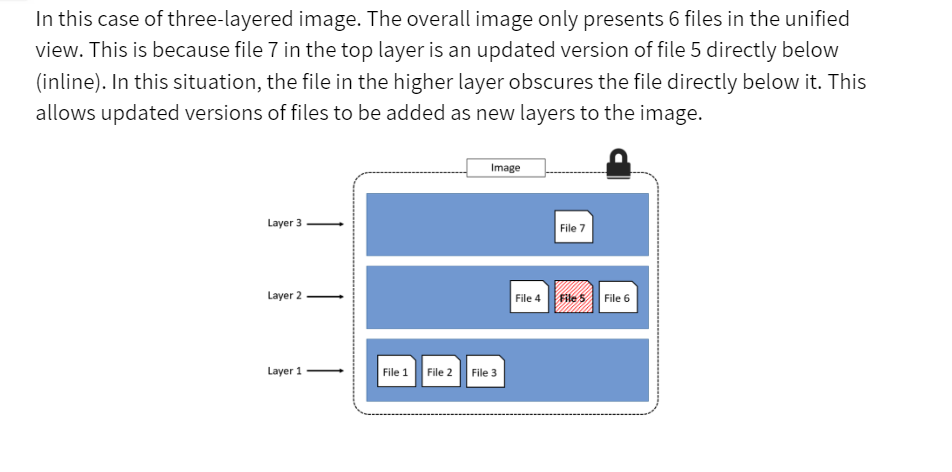 In this case of three-layered image. The overall image only presents 6 files in the unified
view. This is because file 7 in the top layer is an updated version of file 5 directly below
(inline). In this situation, the file in the higher layer obscures the file directly below it. This
allows updated versions of files to be added as new layers to the image.
Image
Layer 3
File 7
Layer 2
File 4
File 5
File 6
Layer 1
File 1
File 2
File 3